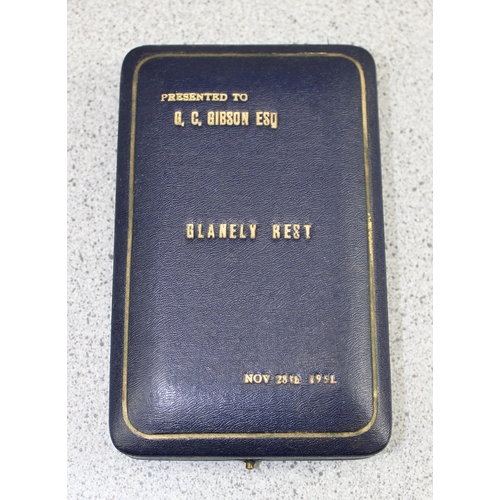 PRESENTED TO
G. C. GIBSON ESQ
GLANELY REST
NOV 28th 1951.